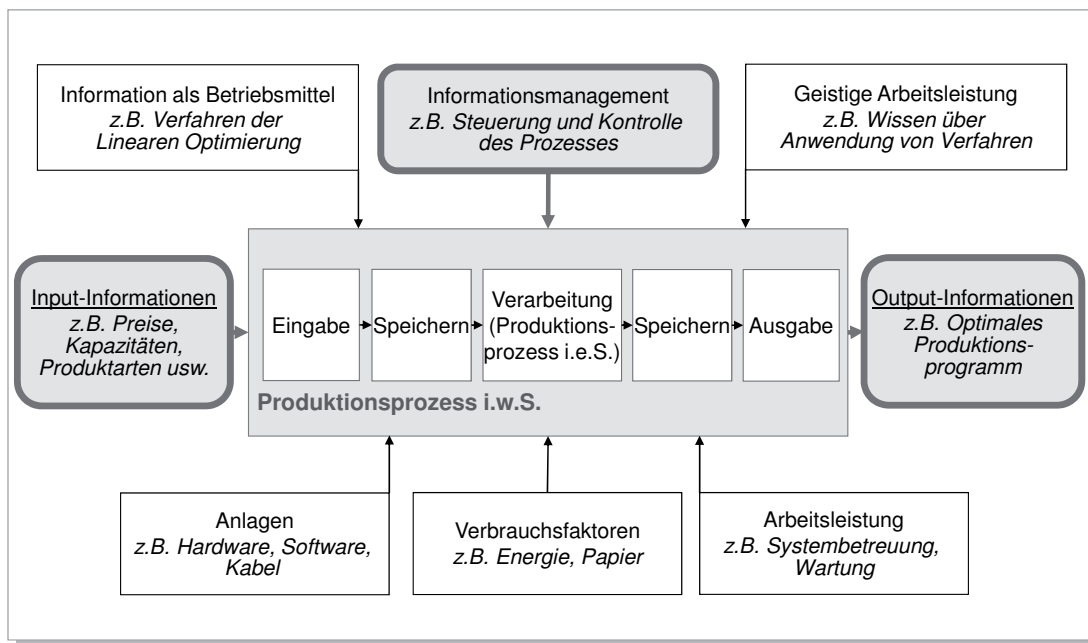 Information als Betriebsmittel
z.B. Verfahren der
Linearen Optimierung
Informationsmanagement
z.B. Steuerung und Kontrolle
des Prozesses
Geistige Arbeitsleistung
z.B. Wissen über
Anwendung von Verfahren
Input-Informationen
z.B. Preise,
Kapazitäten,
Produktarten usw.
Eingabe
Speichern
Verarbeitung
(Produktions-
prozess i.e.S.)
Speichern
Ausgabe
Produktionsprozess i.w.S.
Output-Informationen
z.B. Optimales
Produktions-
programm
Anlagen
z.B. Hardware, Software,
Kabel
Verbrauchsfaktoren
z.B. Energie, Papier
Arbeitsleistung
z.B. Systembetreuung,
Wartung